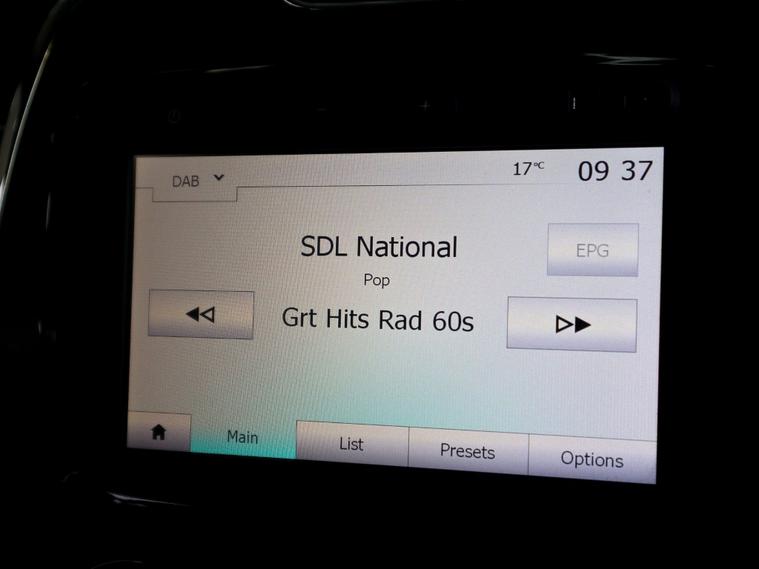 DAB
17°C
09 37
SDL National
EPG
Pop
Grt Hits Rad 60s
Main
List
Presets
Options